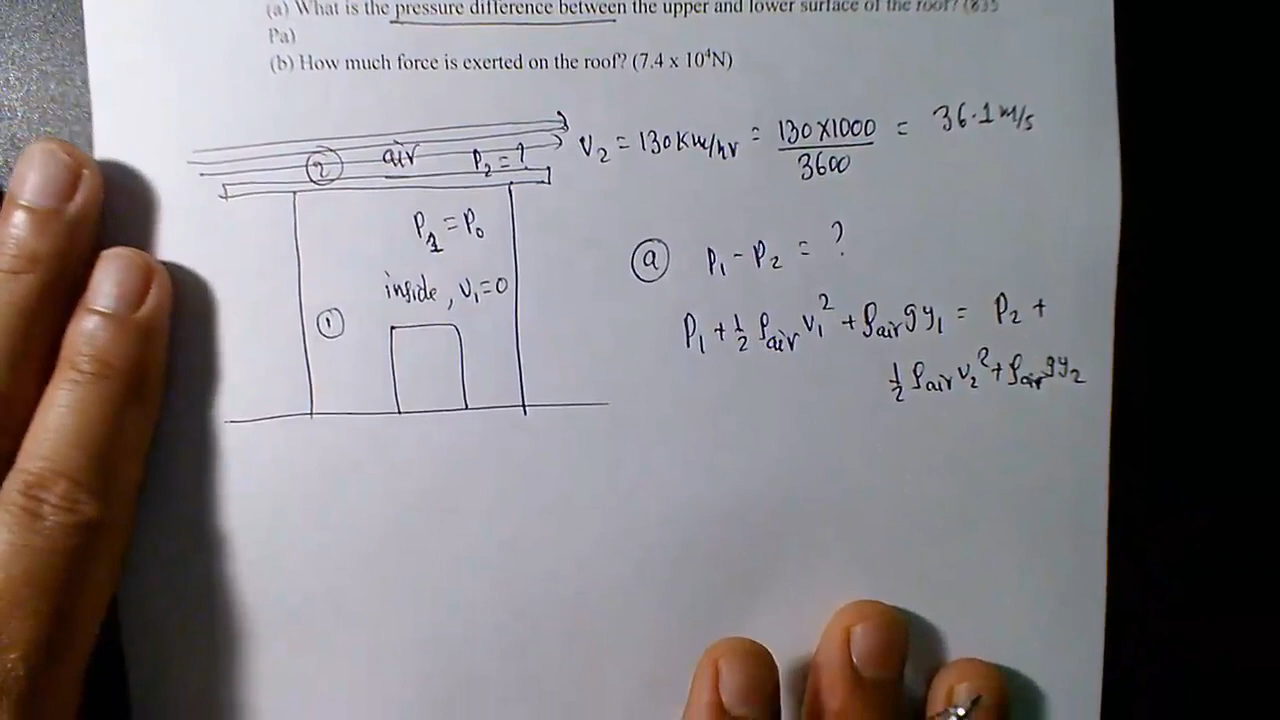 (a) What is the pressure difference between the upper and lower surface of the roof? (835
Pa)
(b) How much force is exerted on the roof? (7.4 x 10⁴N)
② air P₂ = ?
V₂ = 130 Km/hr = 130X1000/3600 = 36.1 m/s
P₁ = P₀
inside, v₁=0
①
ⓐ P₁ - P₂ = ?
P₁ + ½ ρair v₁² + ρair g y₁ = P₂ +
½ ρair v₂² + ρair g y₂